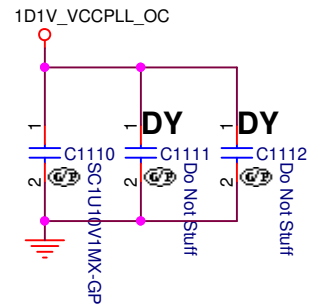 1D1V_VCCPLL_OC
DY
DY
1
1
1
C1110
C1111
C1112
G/P
G/P
G/P
2
2
2
SC1U10V1MX-GP
Do Not Stuff
Do Not Stuff